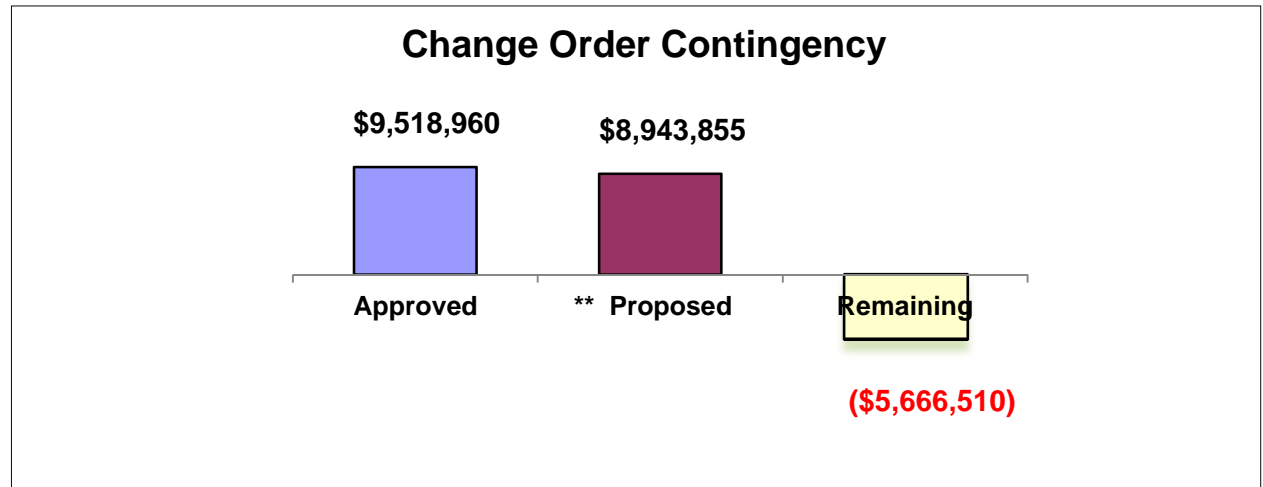 Change Order Contingency
$9,518,960 $8,943,855
Approved ** Proposed Remaining
($5,666,510)